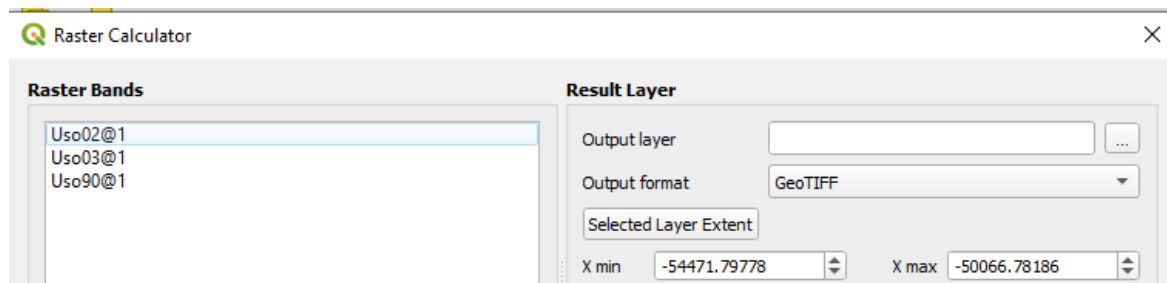 Raster Calculator
Raster Bands
Uso02@1
Uso03@1
Uso90@1
Result Layer
Output layer
...
Output format GeoTIFF
Selected Layer Extent
X min -54471.79778 X max -50066.78186